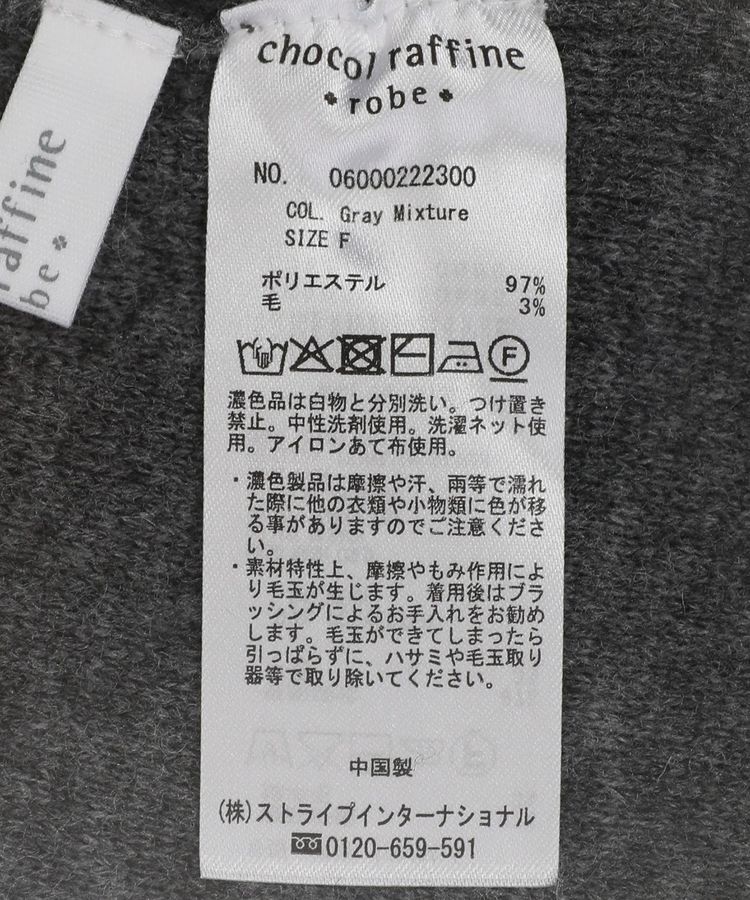 chocol raffine
robe
NO. 06000222300
COL. Gray Mixture
SIZE F
ポリエステル 97%
毛 3%
F
濃色品は白物と分別洗い。つけ置き
禁止。中性洗剤使用。洗濯ネット使
用。アイロンあて布使用。
・濃色製品は摩擦や汗、雨等で濡れ
た際に他の衣類や小物類に色が移
る事がありますのでご注意くださ
い。
・素材特性上、摩擦やもみ作用によ
り毛玉が生じます。着用後はブラ
ッシングによるお手入れをお勧め
します。毛玉ができてしまったら
引っぱらずに、ハサミや毛玉取り
器等で取り除いてください。
中国製
(株)ストライプインターナショナル
0120-659-591
raffine
be